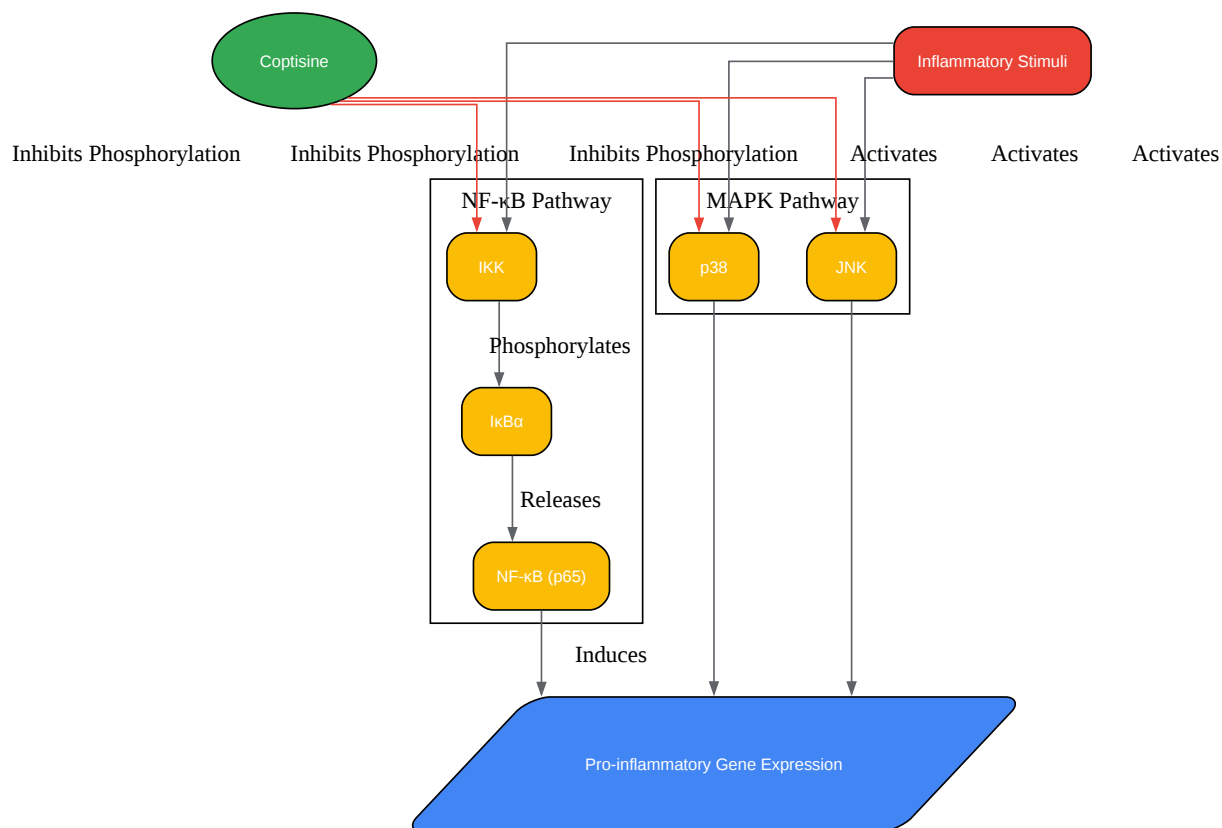 Coptisine
Inflammatory Stimuli
Inhibits Phosphorylation
Inhibits Phosphorylation
Inhibits Phosphorylation
Activates
Activates
Activates
NF-κB Pathway
MAPK Pathway
IKK
p38
JNK
Phosphorylates
IκBα
Releases
NF-κB (p65)
Induces
Pro-inflammatory Gene Expression